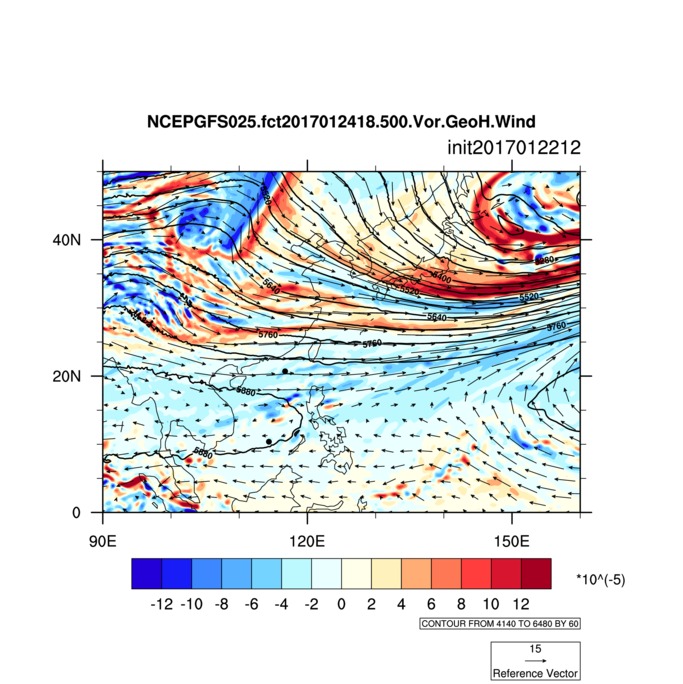 NCEPGFS025.fct2017012418.500.Vor.GeoH.Wind
init2017012212
40N
20N
0
90E 120E 150E
5640
5760
5760
5880
5880
5400
5520
5520
5640
5760
-12 -10 -8 -6 -4 -2 0 2 4 6 8 10 12
*10^(-5)
CONTOUR FROM 4140 TO 6480 BY 60
15
Reference Vector